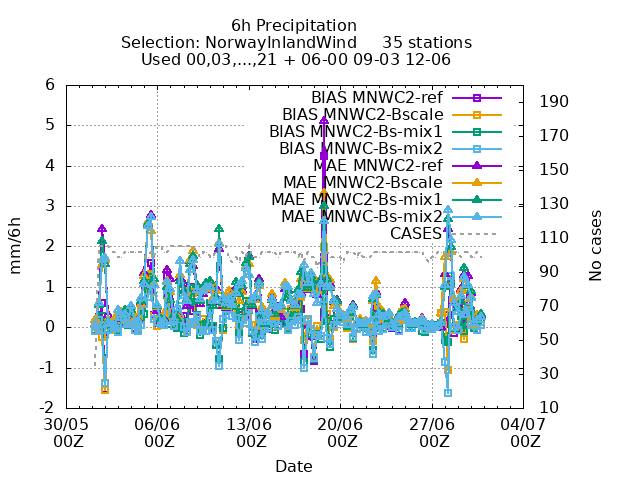 6h Precipitation
Selection: NorwayInlandWind 35 stations
Used 00,03,...,21 + 06-00 09-03 12-06
BIAS MNWC2-ref
BIAS MNWC2-Bscale
BIAS MNWC2-Bs-mix1
BIAS MNWC-Bs-mix2
MAE MNWC2-ref
MAE MNWC2-Bscale
MAE MNWC2-Bs-mix1
MAE MNWC-Bs-mix2
CASES
6
5
4
3
2
1
0
-1
-2
mm/6h
190
170
150
130
110
90
70
50
30
10
No cases
30/05 06/06 13/06 20/06 27/06 04/07
00Z 00Z 00Z 00Z 00Z 00Z
Date